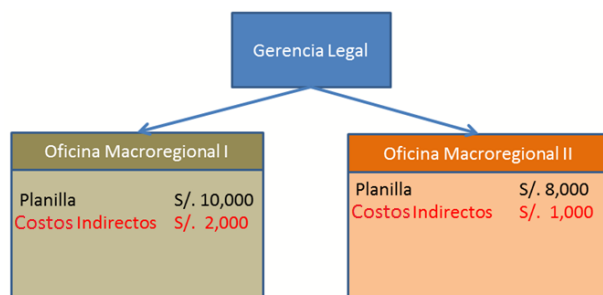 Gerencia Legal
Oficina Macroregional I
Planilla S/. 10,000
Costos Indirectos S/. 2,000
Oficina Macroregional II
Planilla S/. 8,000
Costos Indirectos S/. 1,000